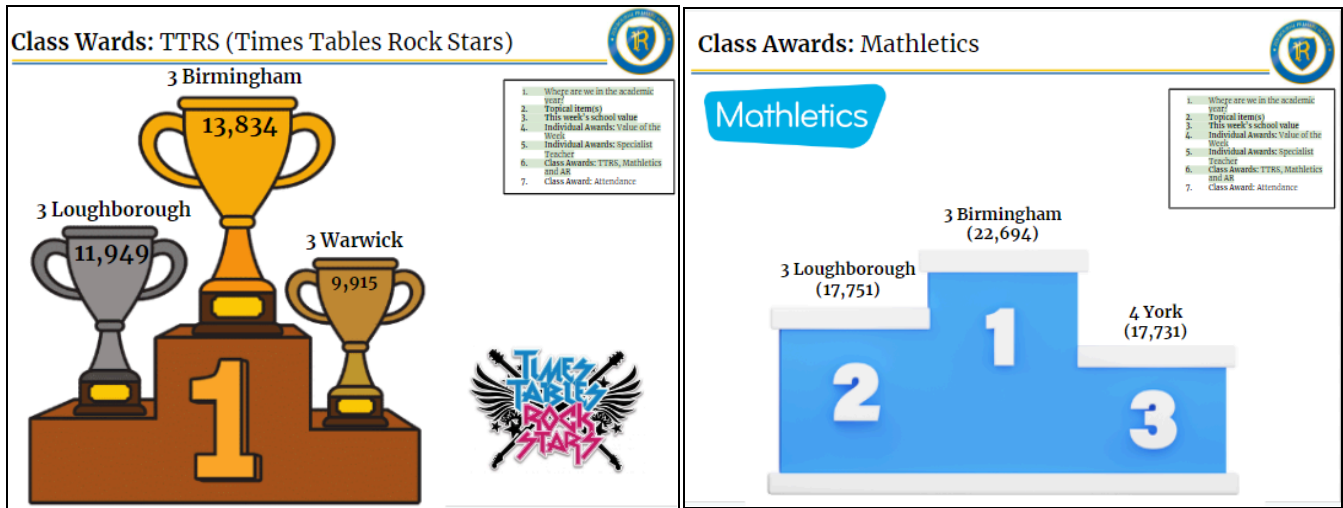 Class Wards: TTRS (Times Tables Rock Stars)
3 Birmingham
13,834
3 Loughborough
11,949
3 Warwick
9,915
1
1. Where are we in the academic
year?
2. Topical item(s)
3. This week's school value
4. Individual Awards: Value of the
Week
5. Individual Awards: Specialist
Teacher
6. Class Awards: TTRS, Mathletics
and AR
7. Class Award: Attendance
TIMES
TABLES
ROCK
STARS
Class Awards: Mathletics
Mathletics
1. Where are we in the academic
year?
2. Topical item(s)
3. This week's school value
4. Individual Awards: Value of the
Week
5. Individual Awards: Specialist
Teacher
6. Class Awards: TTRS, Mathletics
and AR
7. Class Award: Attendance
3 Birmingham
(22,694)
3 Loughborough
(17,751)
4 York
(17,731)
1
2
3